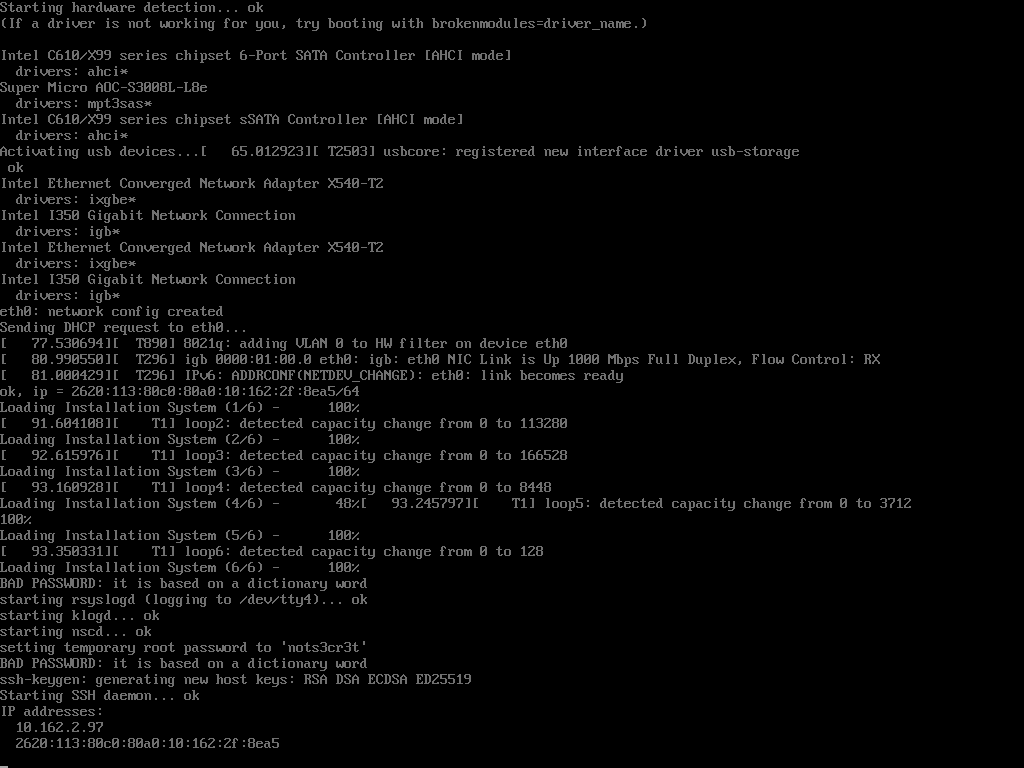 Starting hardware detection... ok
(If a driver is not working for you, try booting with brokenmodules=driver_name.)
Intel C610/X99 series chipset 6-Port SATA Controller [AHCI mode]
drivers: ahci*
Super Micro AOC-S3008L-L8e
drivers: mpt3sas*
Intel C610/X99 series chipset sSATA Controller [AHCI mode]
drivers: ahci*
Activating usb devices...[   65.012923][ T2503] usbcore: registered new interface driver usb-storage
ok
Intel Ethernet Converged Network Adapter X540-T2
drivers: ixgbe*
Intel I350 Gigabit Network Connection
drivers: igb*
Intel Ethernet Converged Network Adapter X540-T2
drivers: ixgbe*
Intel I350 Gigabit Network Connection
drivers: igb*
eth0: network config created
Sending DHCP request to eth0...
[   77.530694][  T890] 8021q: adding VLAN 0 to HW filter on device eth0
[   80.990550][  T296] igb 0000:01:00.0 eth0: igb: eth0 NIC Link is Up 1000 Mbps Full Duplex, Flow Control: RX
[   81.000429][  T296] IPv6: ADDRCONF(NETDEV_CHANGE): eth0: link becomes ready
ok, ip = 2620:113:80c0:80a0:10:162:2f:8ea5/64
Loading Installation System (1/6) -      100%
[   91.604108][    T1] loop2: detected capacity change from 0 to 113280
Loading Installation System (2/6) -      100%
[   92.615976][    T1] loop3: detected capacity change from 0 to 166528
Loading Installation System (3/6) -      100%
[   93.160928][    T1] loop4: detected capacity change from 0 to 8448
Loading Installation System (4/6) -       48%[   93.245797][    T1] loop5: detected capacity change from 0 to 3712
100%
Loading Installation System (5/6) -      100%
[   93.350331][    T1] loop6: detected capacity change from 0 to 128
Loading Installation System (6/6) -      100%
BAD PASSWORD: it is based on a dictionary word
starting rsyslogd (logging to /dev/tty4)... ok
starting klogd... ok
starting nscd... ok
setting temporary root password to 'nots3cr3t'
BAD PASSWORD: it is based on a dictionary word
ssh-keygen: generating new host keys: RSA DSA ECDSA ED25519
Starting SSH daemon... ok
IP addresses:
10.162.2.97
2620:113:80c0:80a0:10:162:2f:8ea5